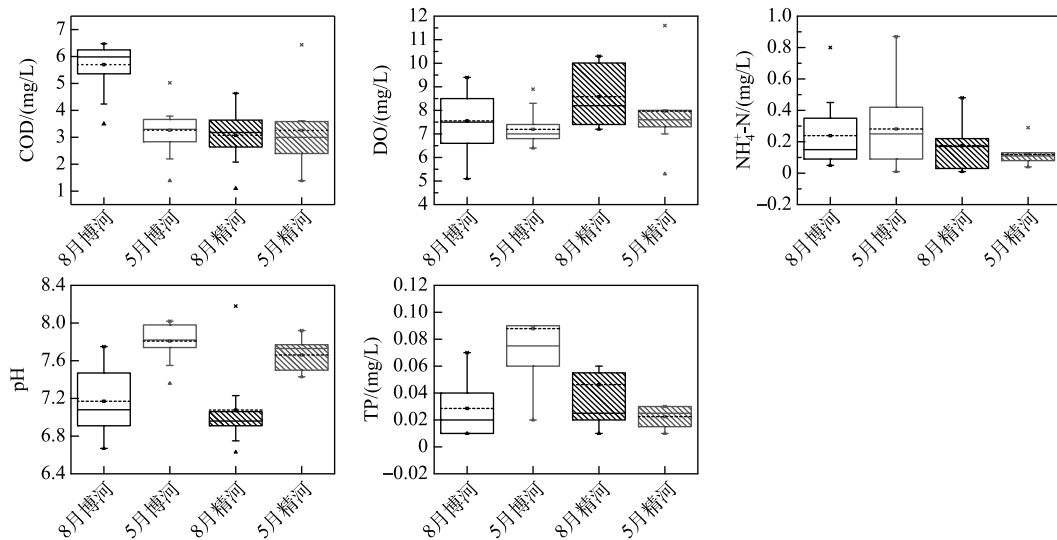 7
6
5
4
3
2
1
COD/(mg/L)
8月博河
5月博河
8月精河
5月精河
12
11
10
9
8
7
6
5
4
DO/(mg/L)
8月博河
5月博河
8月精河
5月精河
1.0
0.8
0.6
0.4
0.2
0
−0.2
NH₄⁺-N/(mg/L)
8月博河
5月博河
8月精河
5月精河
8.4
8.0
7.6
7.2
6.8
6.4
pH
8月博河
5月博河
8月精河
5月精河
0.12
0.10
0.08
0.06
0.04
0.02
0
−0.02
TP/(mg/L)
8月博河
5月博河
8月精河
5月精河